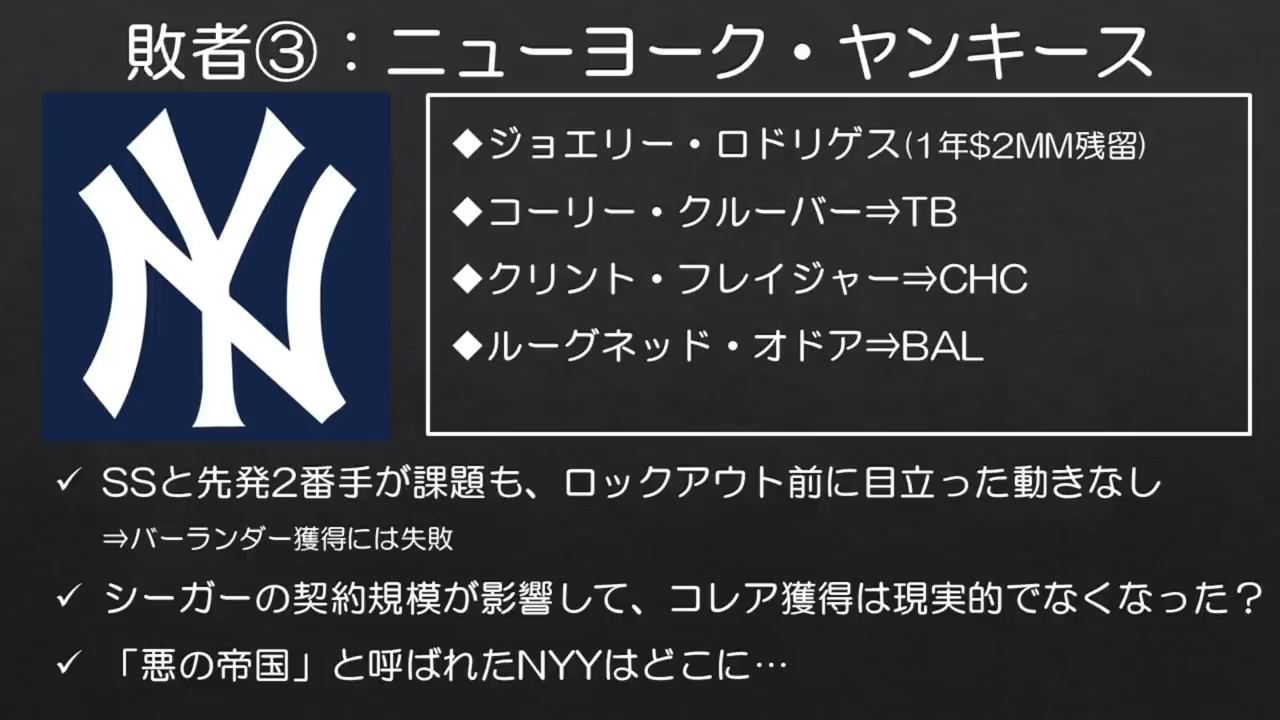 敗者③：ニューヨーク・ヤンキース
NY
◆ジョエリー・ロドリゲス(1年$2MM残留)
◆コーリー・クルーバー⇒TB
◆クリント・フレイジャー⇒CHC
◆ルーグネッド・オドア⇒BAL
✓ SSと先発2番手が課題も、ロックアウト前に目立った動きなし
⇒バーランダー獲得には失敗
✓ シーガーの契約規模が影響して、コレア獲得は現実的でなくなった？
✓ 「悪の帝国」と呼ばれたNYYはどこに…